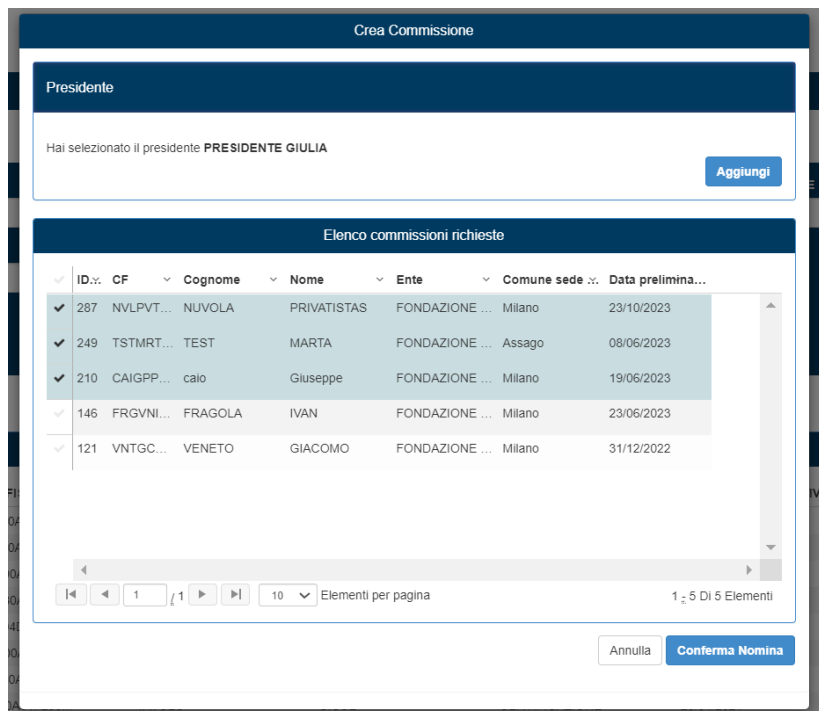 Crea Commissione
Presidente
Hai selezionato il presidente PRESIDENTE GIULIA
Aggiungi
Elenco commissioni richieste
ID... CF Cognome Nome Ente Comune sede ... Data prelimina...
287 NVLPVT... NUVOLA PRIVATISTAS FONDAZIONE ... Milano 23/10/2023
249 TSTMRT... TEST MARTA FONDAZIONE ... Assago 08/06/2023
210 CAIGPP... caio Giuseppe FONDAZIONE ... Milano 19/06/2023
146 FRGVNI... FRAGOLA IVAN FONDAZIONE ... Milano 23/06/2023
121 VNTGC... VENETO GIACOMO FONDAZIONE ... Milano 31/12/2022
1 / 1 10 Elementi per pagina 1 - 5 Di 5 Elementi
Annulla Conferma Nomina